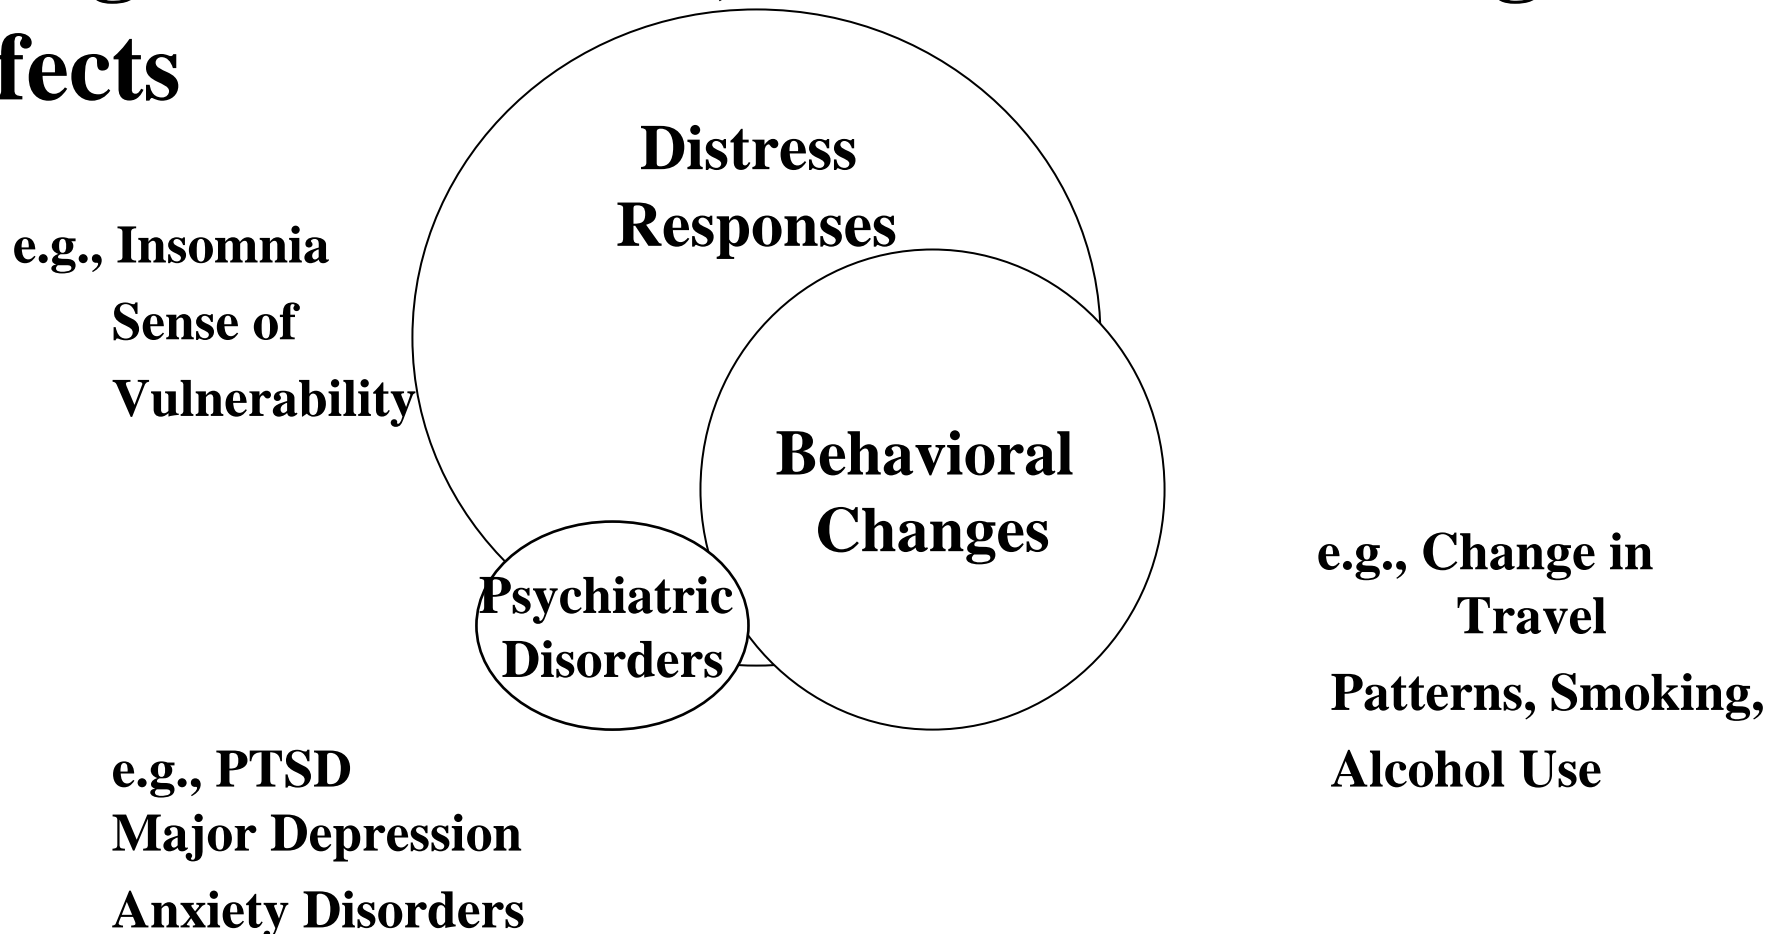 fects
Distress
Responses
e.g., Insomnia
Sense of
Vulnerability
Behavioral
Changes
Psychiatric
Disorders
e.g., Change in
Travel
Patterns, Smoking,
Alcohol Use
e.g., PTSD
Major Depression
Anxiety Disorders